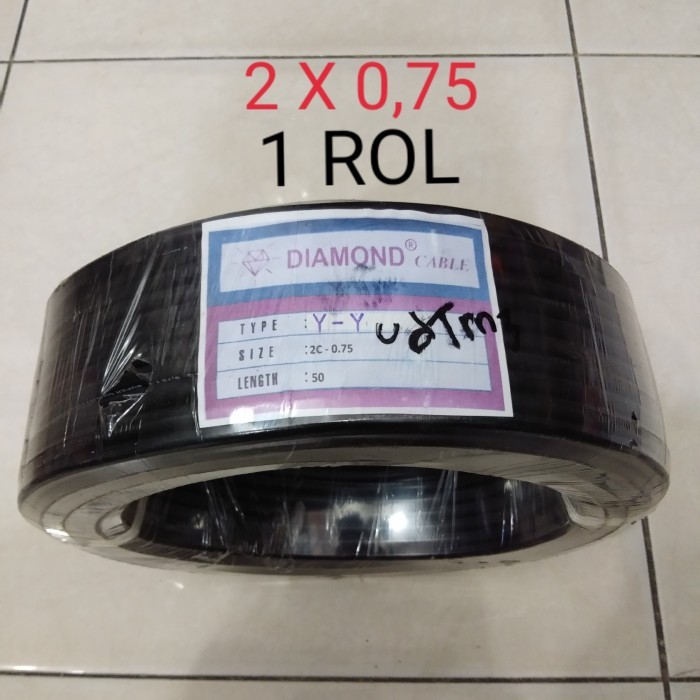 2 X 0,75
1 ROL
DIAMOND® CABLE
TYPE : Y - Y
SIZE : 2C - 0.75
LENGTH : 50